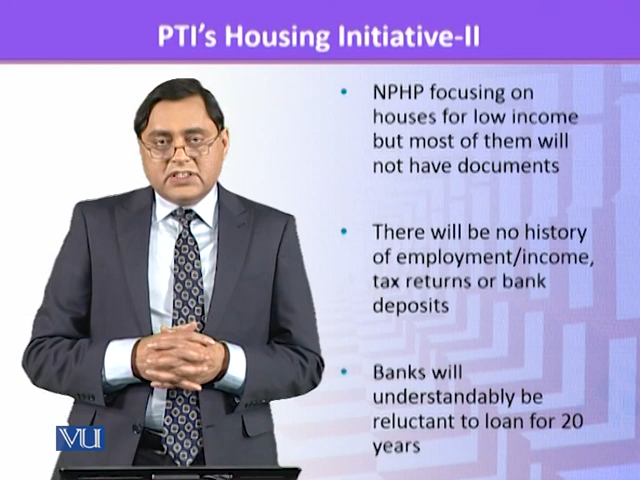 PTI's Housing Initiative-II
• NPHP focusing on
houses for low income
but most of them will
not have documents
• There will be no history
of employment/income,
tax returns or bank
deposits
• Banks will
understandably be
reluctant to loan for 20
years
VU